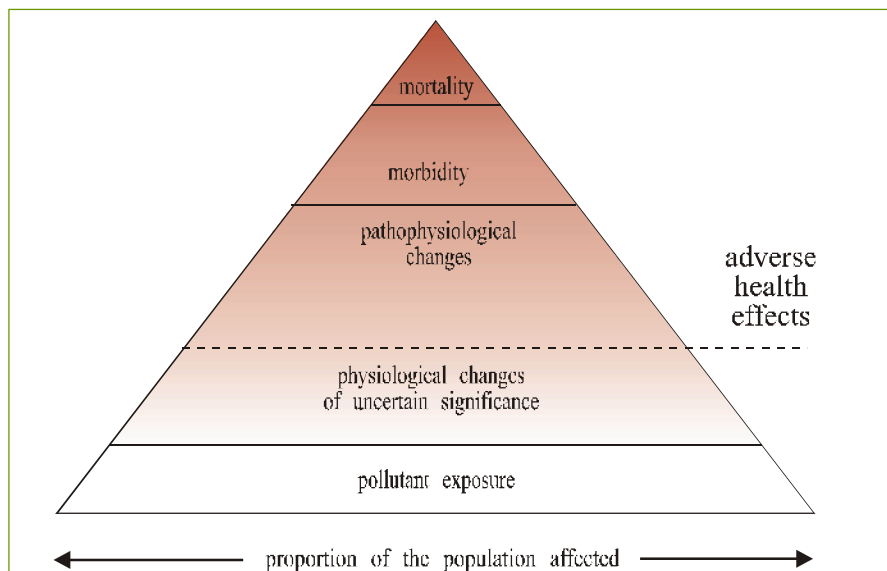 mortality
morbidity
pathophysiological
changes
adverse
health
effects
physiological changes
of uncertain significance
pollutant exposure
proportion of the population affected